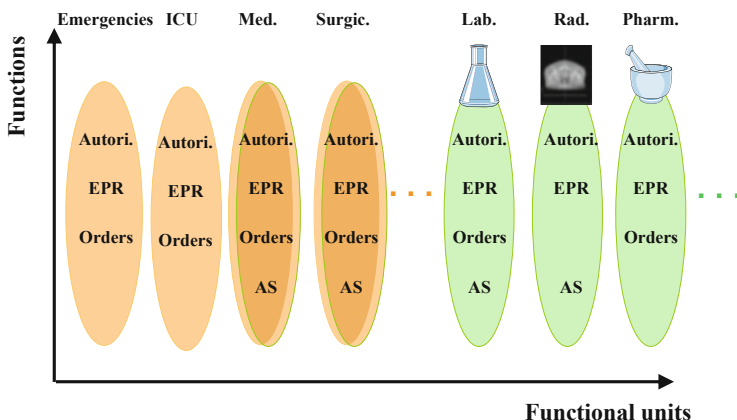 Emergencies ICU Med. Surgic. Lab. Rad. Pharm.
Functions
Autori. Autori. Autori. Autori. Autori. Autori. Autori.
EPR EPR EPR EPR EPR EPR EPR
Orders Orders Orders Orders Orders Orders
AS AS AS AS
Functional units